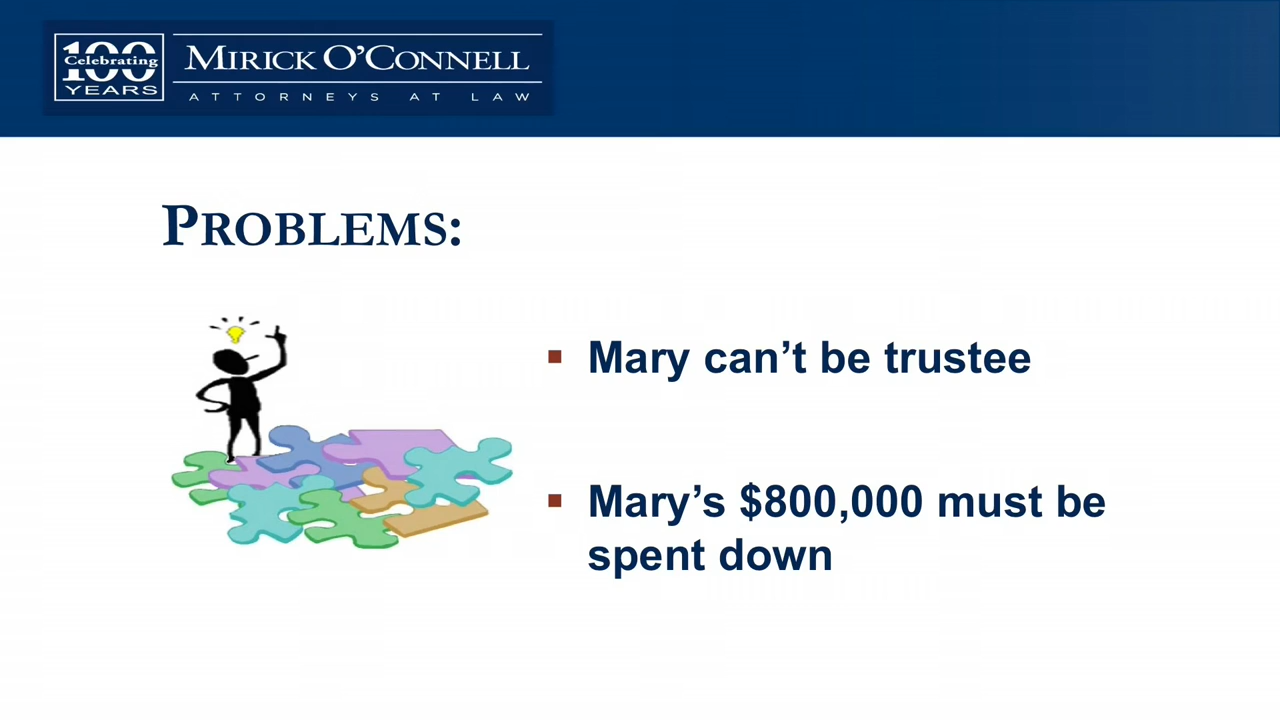 100
Celebrating
YEARS
MIRICK O'CONNELL
ATTORNEYS AT LAW
PROBLEMS:
▪ Mary can’t be trustee
▪ Mary’s $800,000 must be
spent down